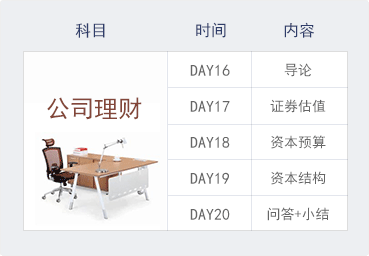 科目 时间 内容
公司理财
DAY16 导论
DAY17 证券估值
DAY18 资本预算
DAY19 资本结构
DAY20 问答+小结